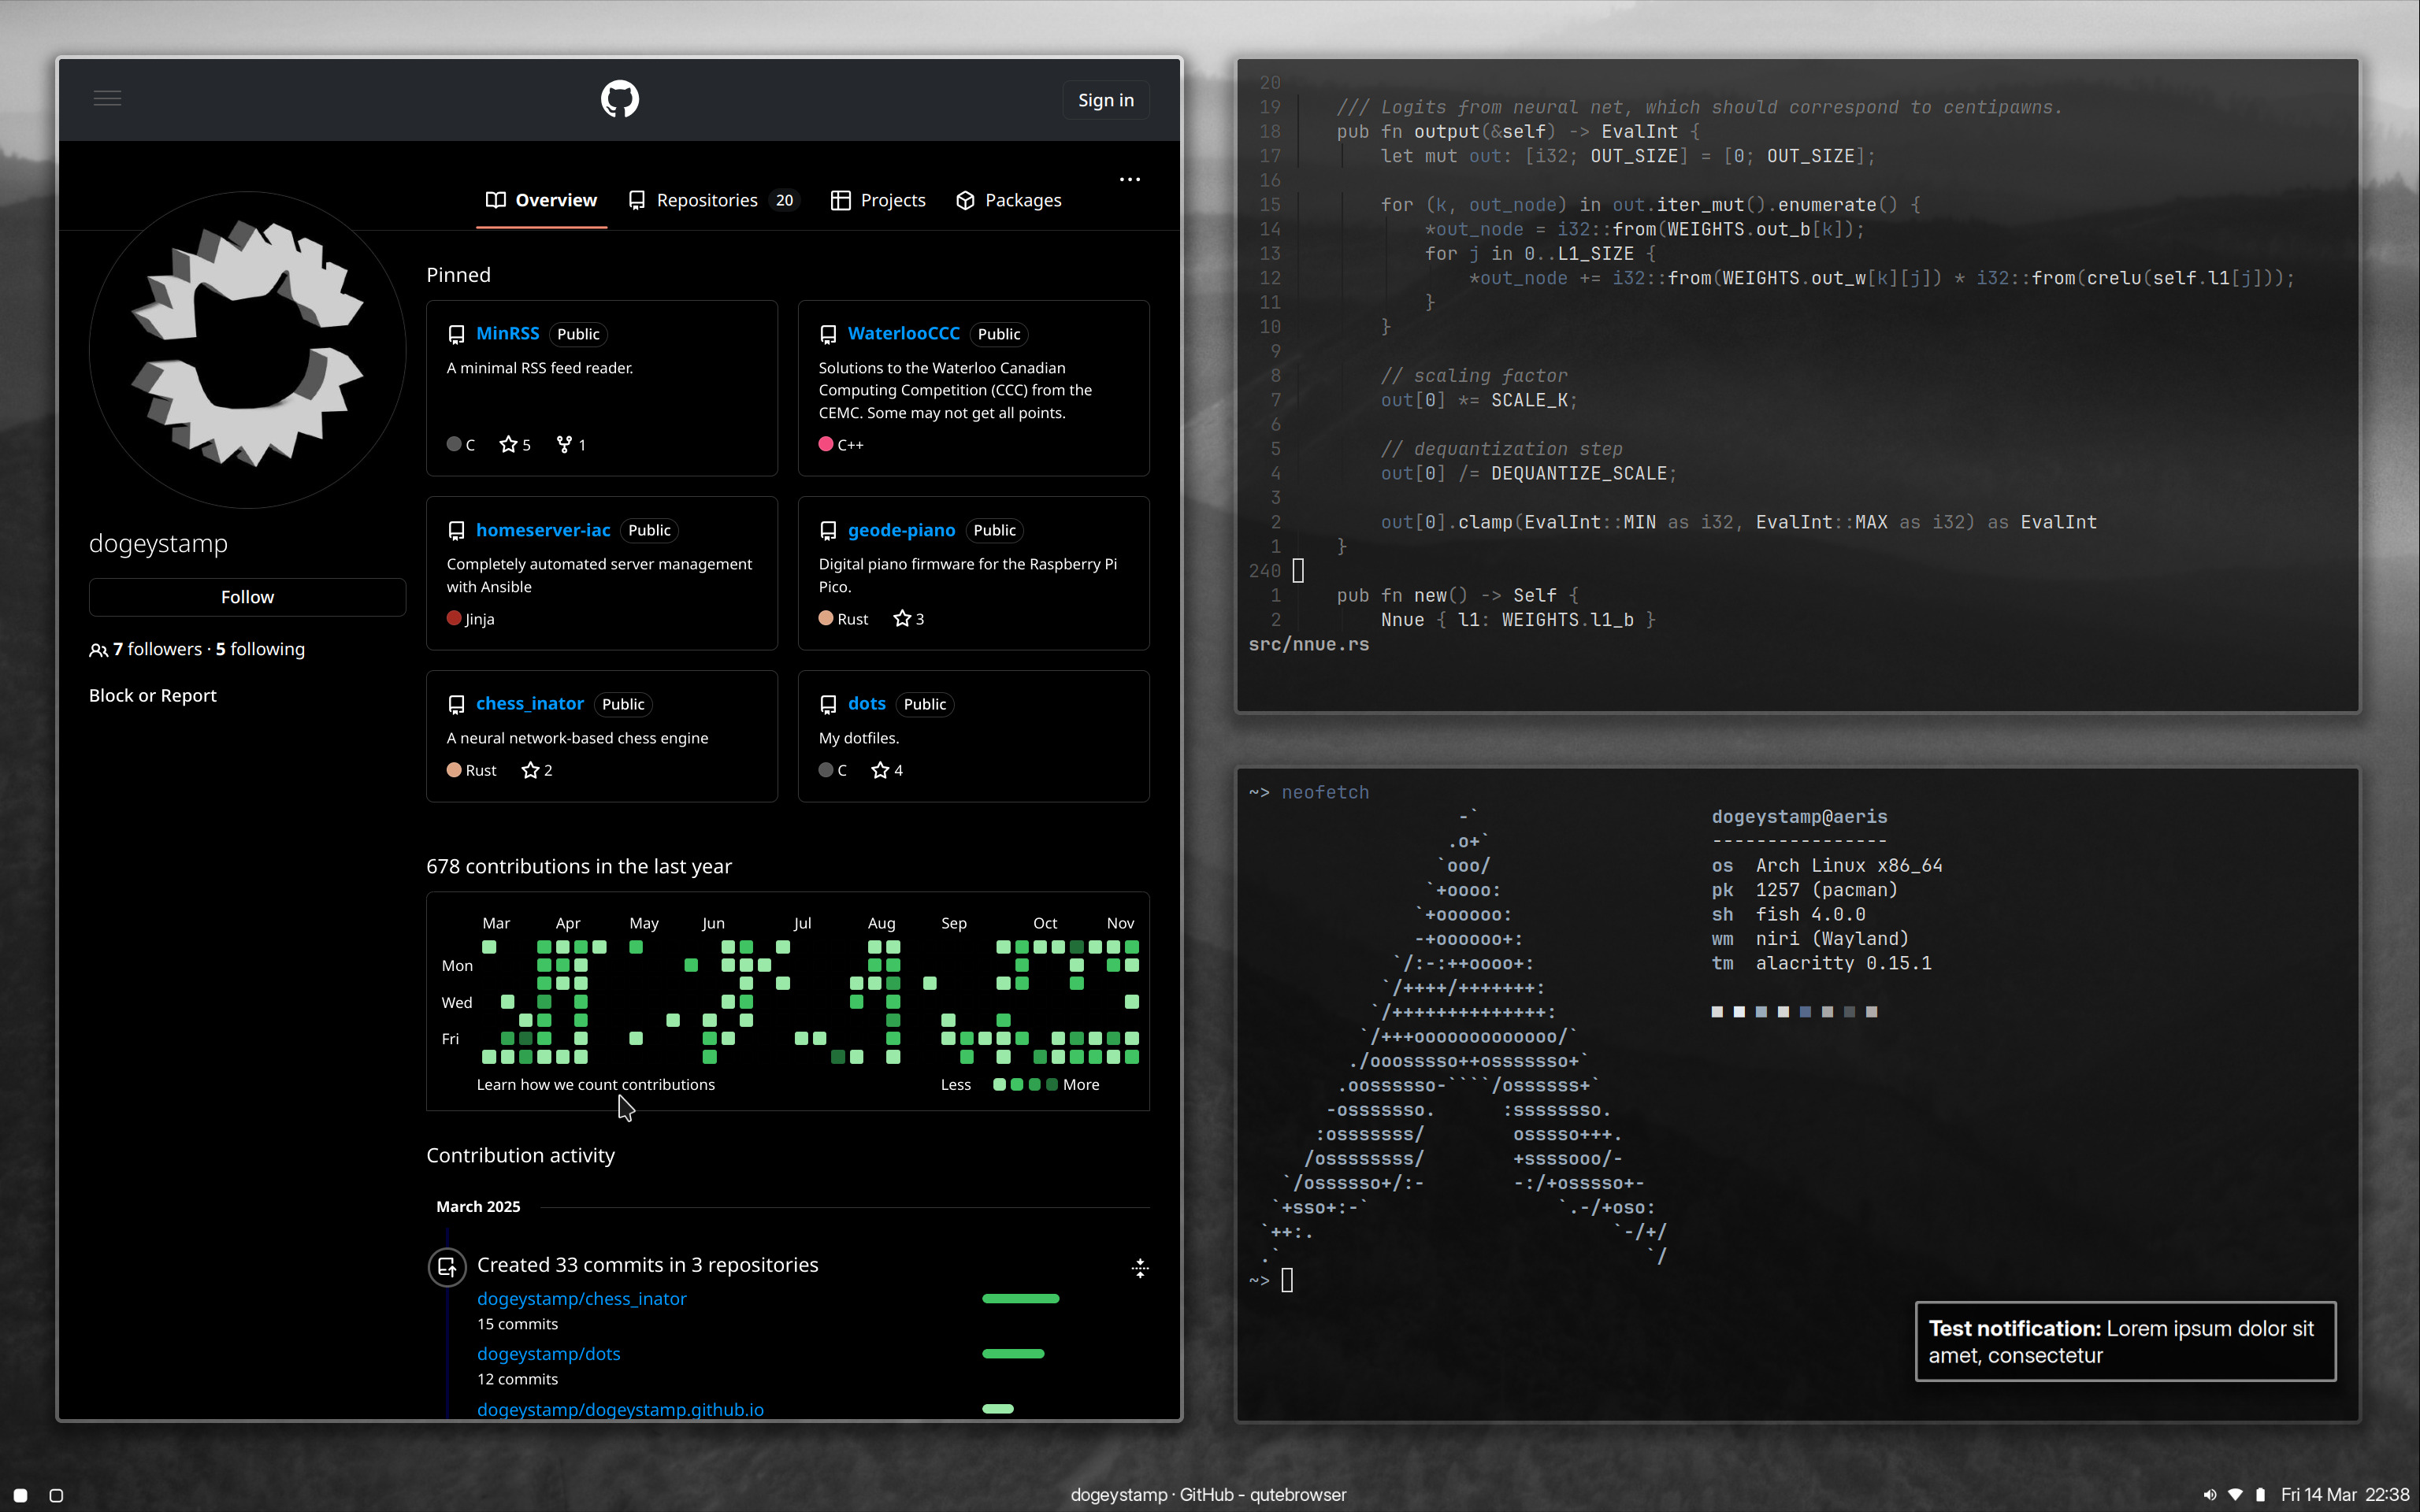 Sign in
Overview
Repositories 20
Projects
Packages
dogeystamp
Follow
7 followers · 5 following
Block or Report
Pinned
MinRSS Public
A minimal RSS feed reader.
C 5 1
WaterlooCCC Public
Solutions to the Waterloo Canadian
Computing Competition (CCC) from the
CEMC. Some may not get all points.
C++
homeserver-iac Public
Completely automated server management
with Ansible
Jinja
geode-piano Public
Digital piano firmware for the Raspberry Pi
Pico.
Rust 3
chess_inator Public
A neural network-based chess engine
Rust 2
dots Public
My dotfiles.
C 4
678 contributions in the last year
Mar Apr May Jun Jul Aug Sep Oct Nov
Mon
Wed
Fri
Learn how we count contributions
Less More
Contribution activity
March 2025
Created 33 commits in 3 repositories
dogeystamp/chess_inator
15 commits
dogeystamp/dots
12 commits
dogeystamp/dogeystamp.github.io
20
19     /// Logits from neural net, which should correspond to centipawns.
18     pub fn output(&self) -> EvalInt {
17         let mut out: [i32; OUT_SIZE] = [0; OUT_SIZE];
16
15         for (k, out_node) in out.iter_mut().enumerate() {
14             *out_node = i32::from(WEIGHTS.out_b[k]);
13             for j in 0..L1_SIZE {
12                 *out_node += i32::from(WEIGHTS.out_w[k][j]) * i32::from(crelu(self.l1[j]));
11             }
10         }
9
8         // scaling factor
7         out[0] *= SCALE_K;
6
5         // dequantization step
4         out[0] /= DEQUANTIZE_SCALE;
3
2         out[0].clamp(EvalInt::MIN as i32, EvalInt::MAX as i32) as EvalInt
1     }
240
1     pub fn new() -> Self {
2         Nnue { l1: WEIGHTS.l1_b }
src/nnue.rs
~> neofetch
                   -`
                  .o+`
                 `ooo/
                `+oooo:
               `+oooooo:
               -+oooooo+:
             `/:-:++oooo+:
            `/++++/+++++++:
           `/++++++++++++++:
          `/+++ooooooooooooo/`
         ./ooosssso++osssssso+`
        .oossssso-````/ossssss+`
       -osssssso.      :ssssssso.
      :osssssss/        osssso+++.
     /ossssssss/        +ssssooo/-
   `/ossssso+/:-        -:/+osssso+-
  `+sso+:-`                 `.-/+oso:
 `++:.                           `-/+/
 .`                                 `/
dogeystamp@aeris
----------------
os  Arch Linux x86_64
pk  1257 (pacman)
sh  fish 4.0.0
wm  niri (Wayland)
tm  alacritty 0.15.1
~>
Test notification: Lorem ipsum dolor sit
amet, consectetur
dogeystamp · GitHub - qutebrowser
Fri 14 Mar 22:38